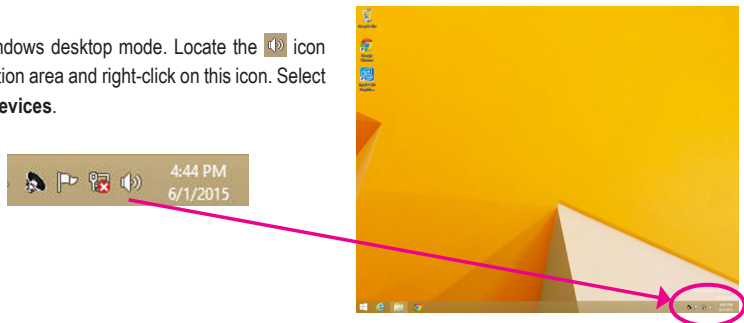 ndows desktop mode. Locate the icon
tion area and right-click on this icon. Select
evices.
4:44 PM
6/1/2015